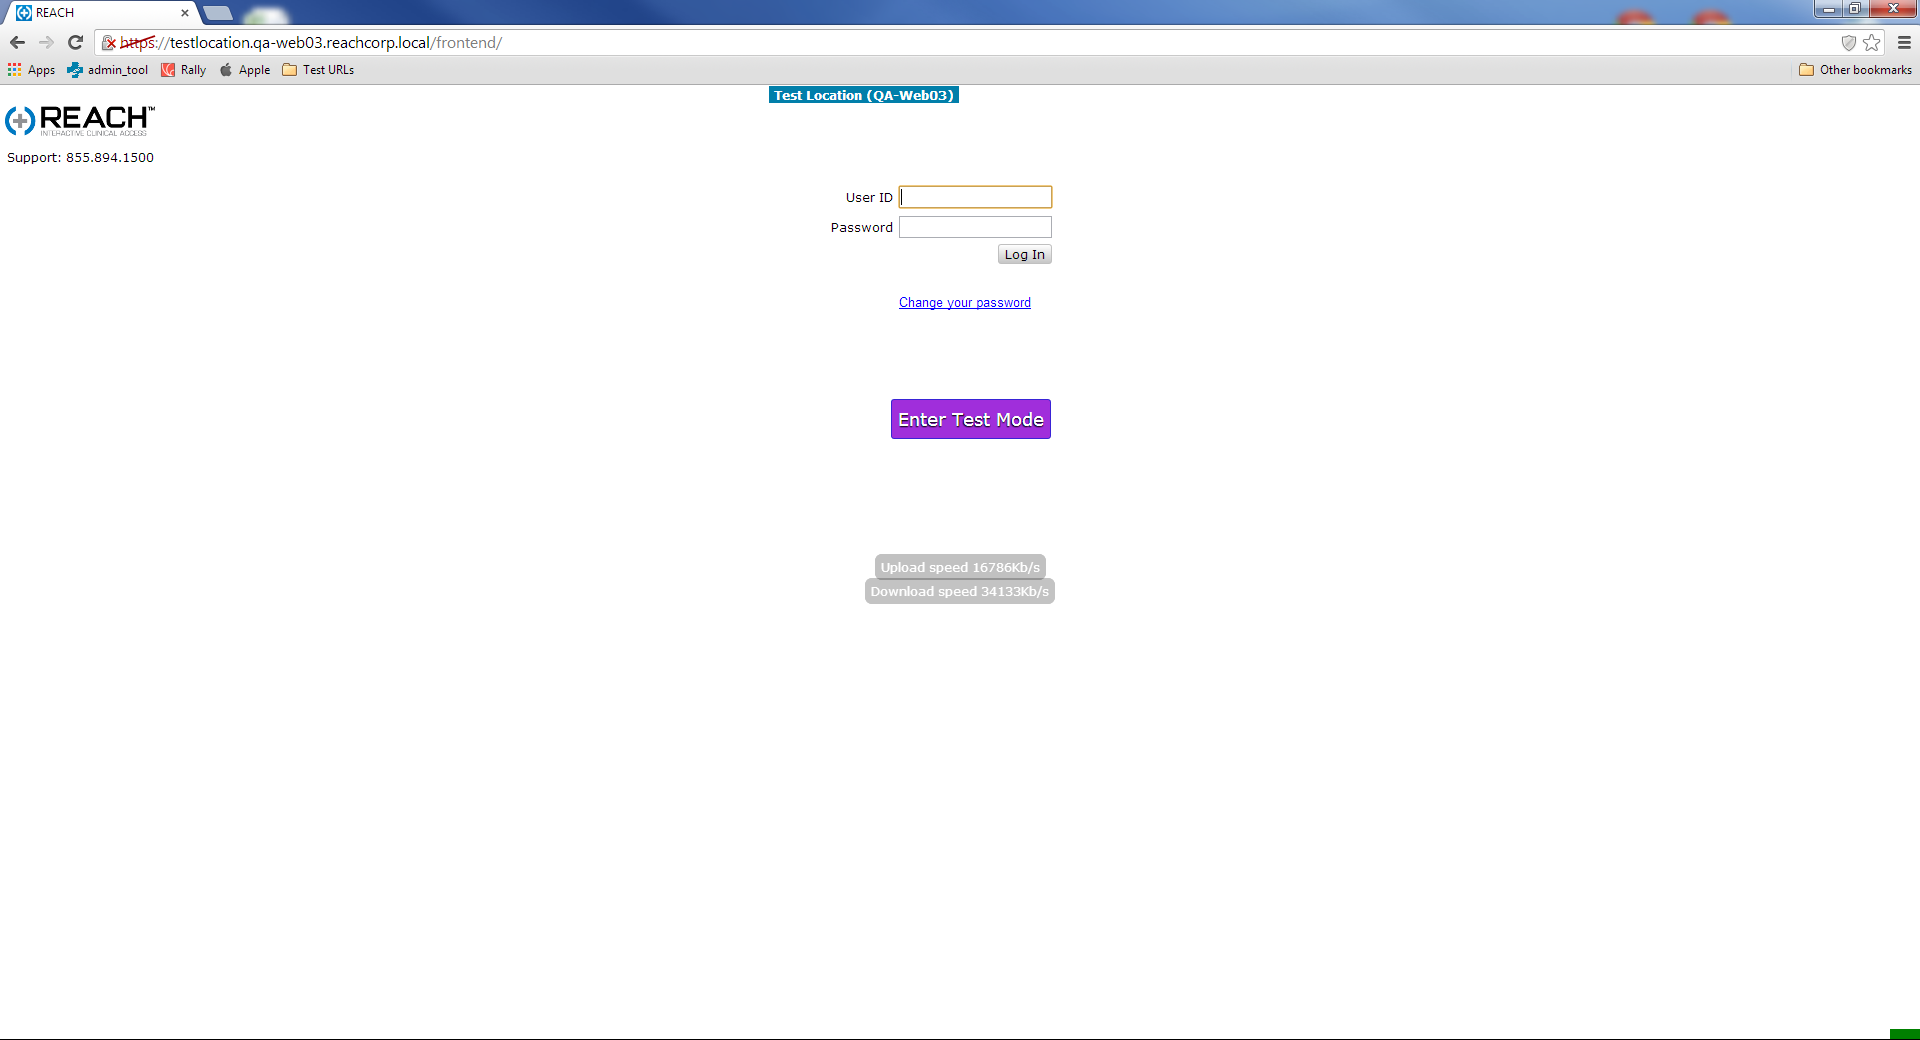 REACH
https://testlocation.qa-web03.reachcorp.local/frontend/
Apps admin_tool Rally Apple Test URLs Other bookmarks
Test Location (QA-Web03)
REACH™
INTERACTIVE CLINICAL ACCESS
Support: 855.894.1500
User ID
Password
Log In
Change your password
Enter Test Mode
Upload speed 16786Kb/s
Download speed 34133Kb/s